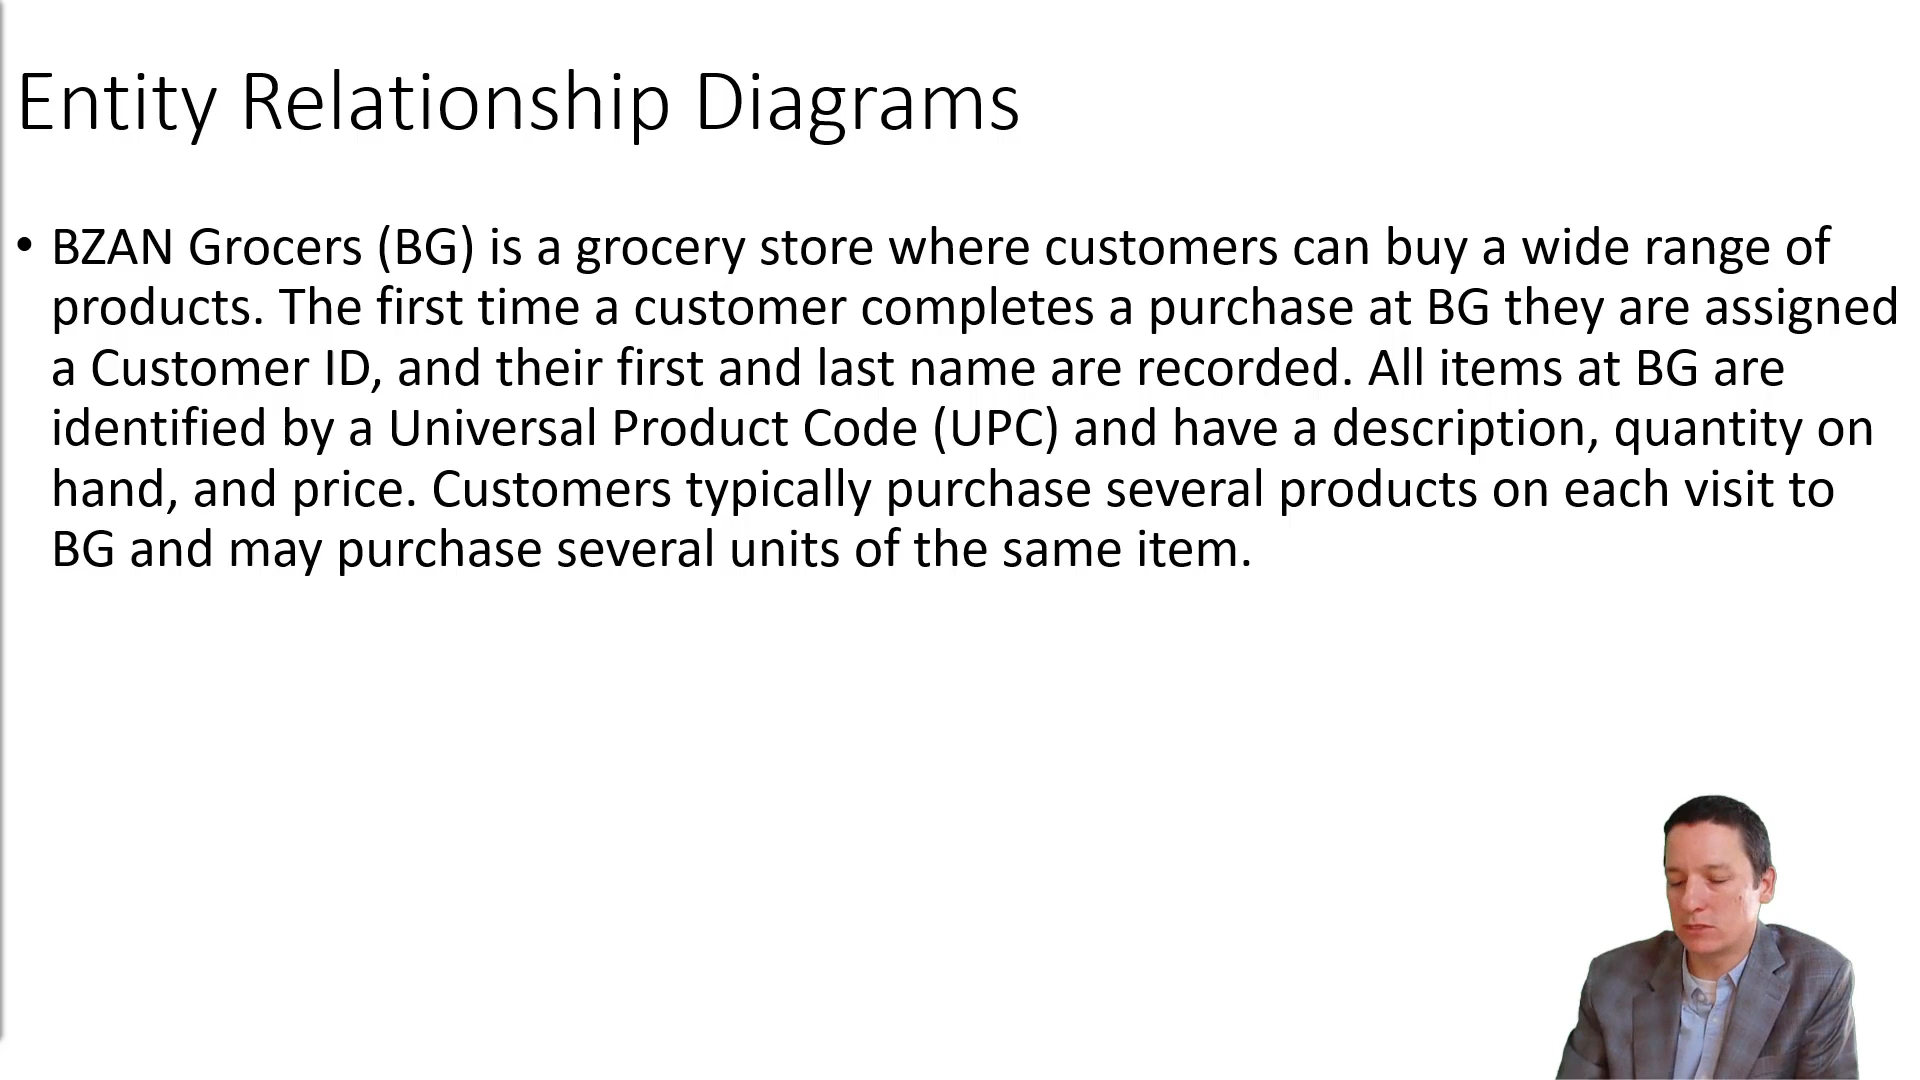 Entity Relationship Diagrams
• BZAN Grocers (BG) is a grocery store where customers can buy a wide range of
products. The first time a customer completes a purchase at BG they are assigned
a Customer ID, and their first and last name are recorded. All items at BG are
identified by a Universal Product Code (UPC) and have a description, quantity on
hand, and price. Customers typically purchase several products on each visit to
BG and may purchase several units of the same item.